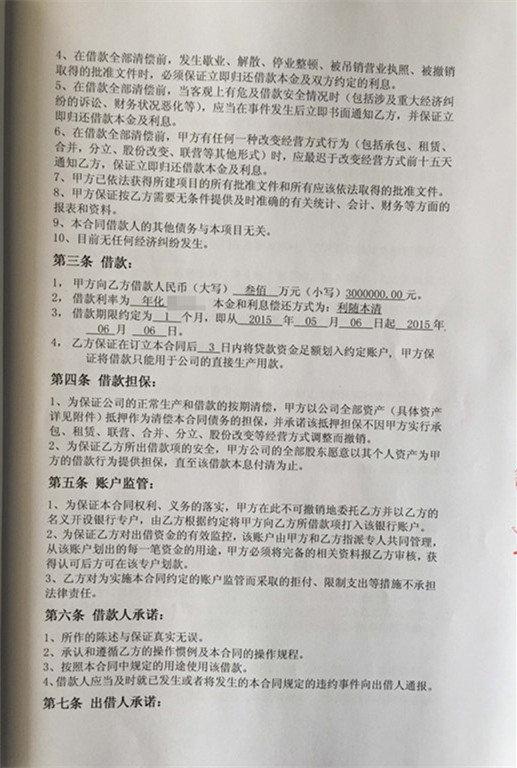 4、在借款全部清偿前，发生歇业、解散、停业整顿、被吊销营业执照、被撤销
取得的批准文件时，必须保证立即归还借款本金及双方约定的利息。
5、在借款全部清偿前，当客观上有危及借款安全情况时（包括涉及重大经济纠
纷的诉讼、财务状况恶化等），应当在事件发生后立即书面通知乙方，并保证立
即归还借款本金及利息。
6、在借款全部清偿前，甲方有任何一种改变经营方式行为（包括承包、租赁、
合并，分立，股份改变、联营等其他形式）时，应最迟于改变经营方式前十五天
通知乙方，保证立即归还借款本金及利息。
7、甲方已依法获得所建项目的所有批准文件和所有应该依法取得的批准文件。
8、甲方保证按乙方需要无条件提供及时准确的有关统计、会计、财务等方面的
报表和资料。
9、本合同借款人的其他债务与本项目无关。
10、目前无任何经济纠纷发生。
第三条 借款：
1， 甲方向乙方借款人民币（大写） 叁佰 万元（小写）3000000.00元。
2， 借款利率为 年化 本金和利息偿还方式为：利随本清
3， 借款期限约定为 1 个月，即从 2015 年 05 月 06 日起 2015年
06 月 06 日。
4， 乙方保证在订立本合同后 3 日内将贷款资金足额划入约定账户，甲方保
证将借款只能用于公司的直接生产用款。
第四条 借款担保：
1、为保证公司的正常生产和借款的按期清偿，甲方以公司全部资产（具体资产
详见附件）抵押作为清偿本合同债务的担保，并承诺该抵押担保不因甲方实行承
包、租赁、联营、合并、分立、股份改变等经营方式调整而撤销。
2、为保证乙方所出借款项的安全，甲方公司的全部股东愿意以其个人资产为甲
方的借款行为提供担保，直至该借款本息付清为止。
第五条 账户监管：
1、为保证本合同权利、义务的落实，甲方在此不可撤销地委托乙方并以乙方的
名义开设银行专户，由乙方根据约定将甲方向乙方所借款项打入该银行账户。
2、为保证乙方对出借资金的有效监控，该账户由甲方和乙方指派专人共同管理，
从该账户划出的每一笔资金的用途，甲方必须将完备的相关资料报乙方审核，获
得认可后方可在该专户划款。
3、乙方对为实施本合同约定的账户监管而采取的拒付、限制支出等措施不承担
法律责任。
第六条 借款人承诺：
1、所作的陈述与保证真实无误。
2、承认和遵循乙方的操作惯例及本合同的操作规程。
3、按照本合同中规定的用途使用该借款。
4、借款人应当及时就已发生或者将发生的本合同规定的违约事件向出借人通报。
第七条 出借人承诺：